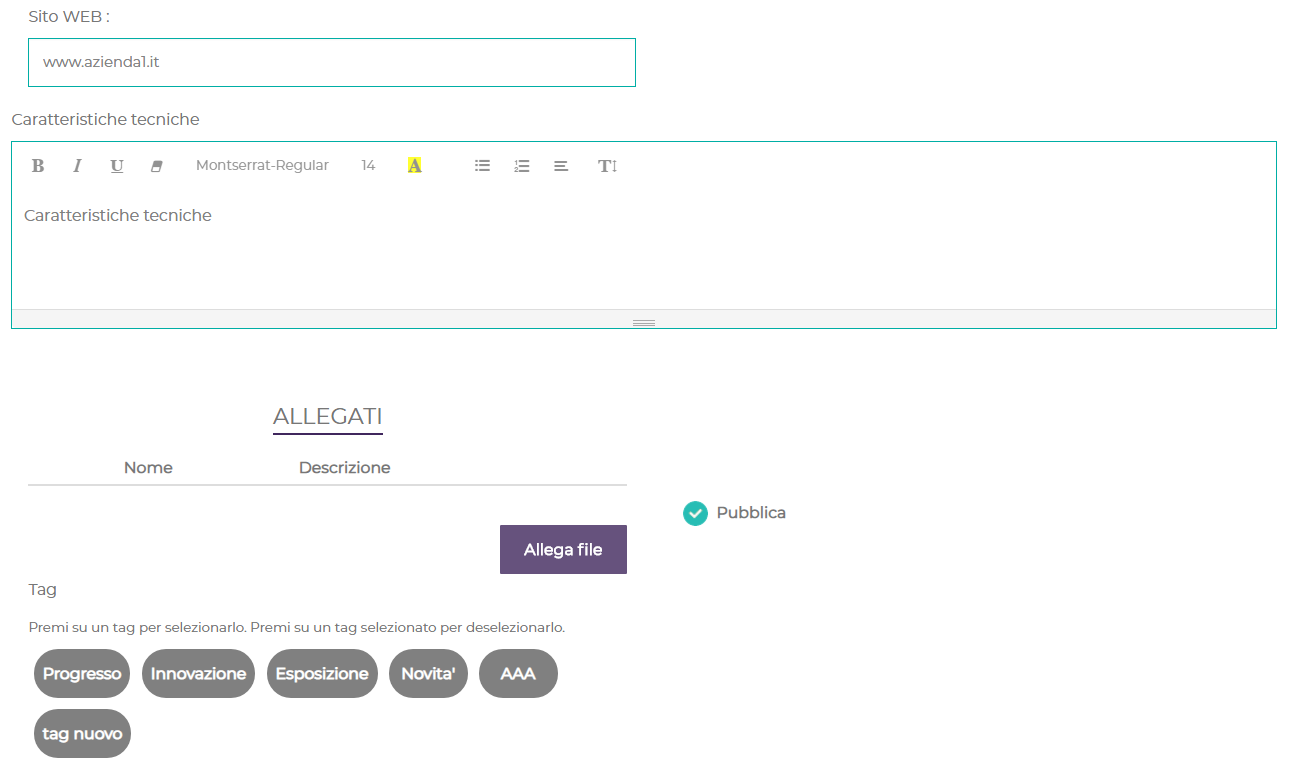 Sito WEB :
www.azienda1.it
Caratteristiche tecniche
B I U Montserrat-Regular 14 A T
Caratteristiche tecniche
ALLEGATI
Nome Descrizione
Pubblica
Allega file
Tag
Premi su un tag per selezionarlo. Premi su un tag selezionato per deselezionarlo.
Progresso Innovazione Esposizione Novita' AAA
tag nuovo